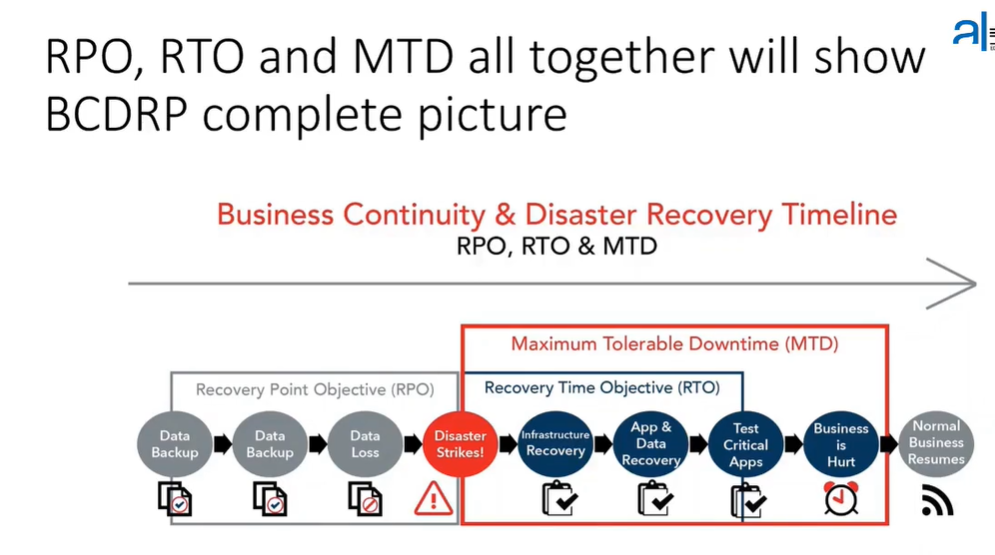 al
RPO, RTO and MTD all together will show
BCDRP complete picture
Business Continuity & Disaster Recovery Timeline
RPO, RTO & MTD
Maximum Tolerable Downtime (MTD)
Recovery Point Objective (RPO)
Recovery Time Objective (RTO)
Data
Backup
Data
Backup
Data
Loss
Disaster
Strikes!
Infrastructure
Recovery
App &
Data
Recovery
Test
Critical
Apps
Business
is
Hurt
Normal
Business
Resumes